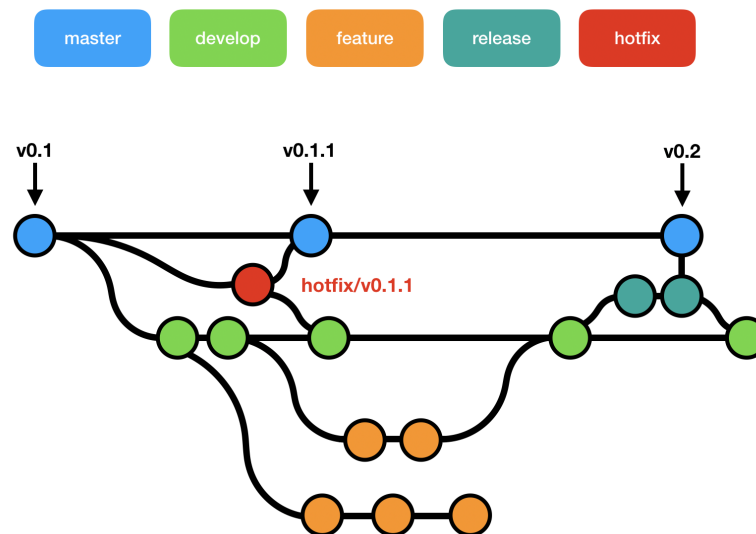 master
develop
feature
release
hotfix
v0.1
v0.1.1
v0.2
hotfix/v0.1.1